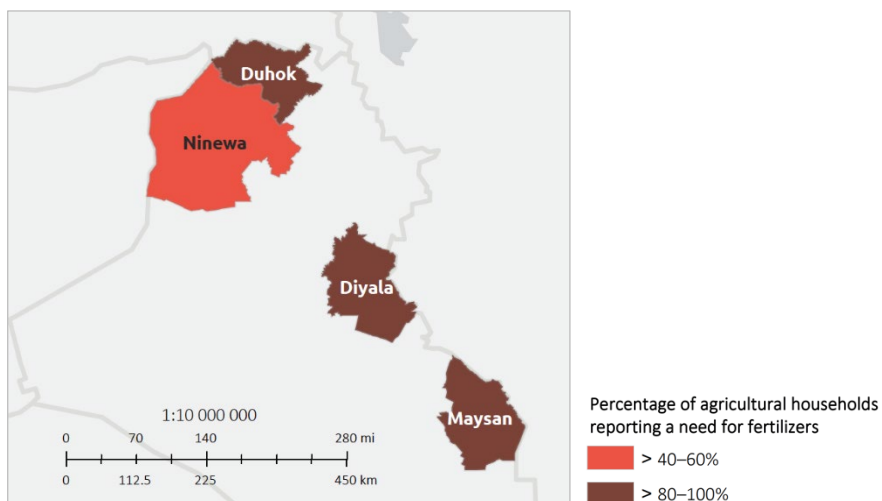 Duhok
Ninewa
Diyala
Maysan
1:10 000 000
0 70 140 280 mi
0 112.5 225 450 km
Percentage of agricultural households
reporting a need for fertilizers
> 40–60%
> 80–100%